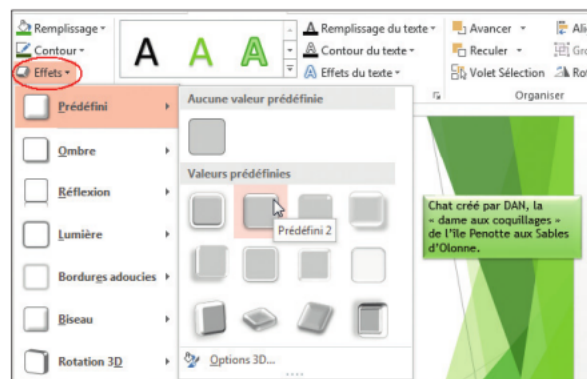 Remplissage
Contour
Effets
A A A
Remplissage du texte
Contour du texte
Effets du texte
Avancer
Reculer
Volet Sélection
Organiser
Prédéfini
Ombre
Réflexion
Lumière
Bordures adoucies
Biseau
Rotation 3D
Aucune valeur prédéfinie
Valeurs prédéfinies
Prédéfini 2
Options 3D...
Chat créé par DAN, la
« dame aux coquillages »
de l'île Penotte aux Sables
d'Olonne.